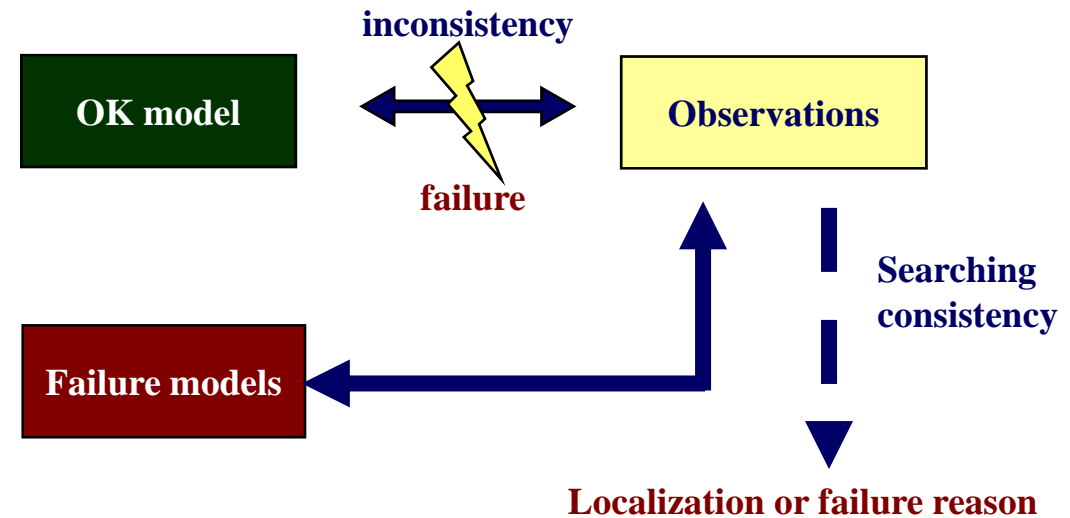 inconsistency
OK model
Observations
failure
Searching
consistency
Failure models
Localization or failure reason